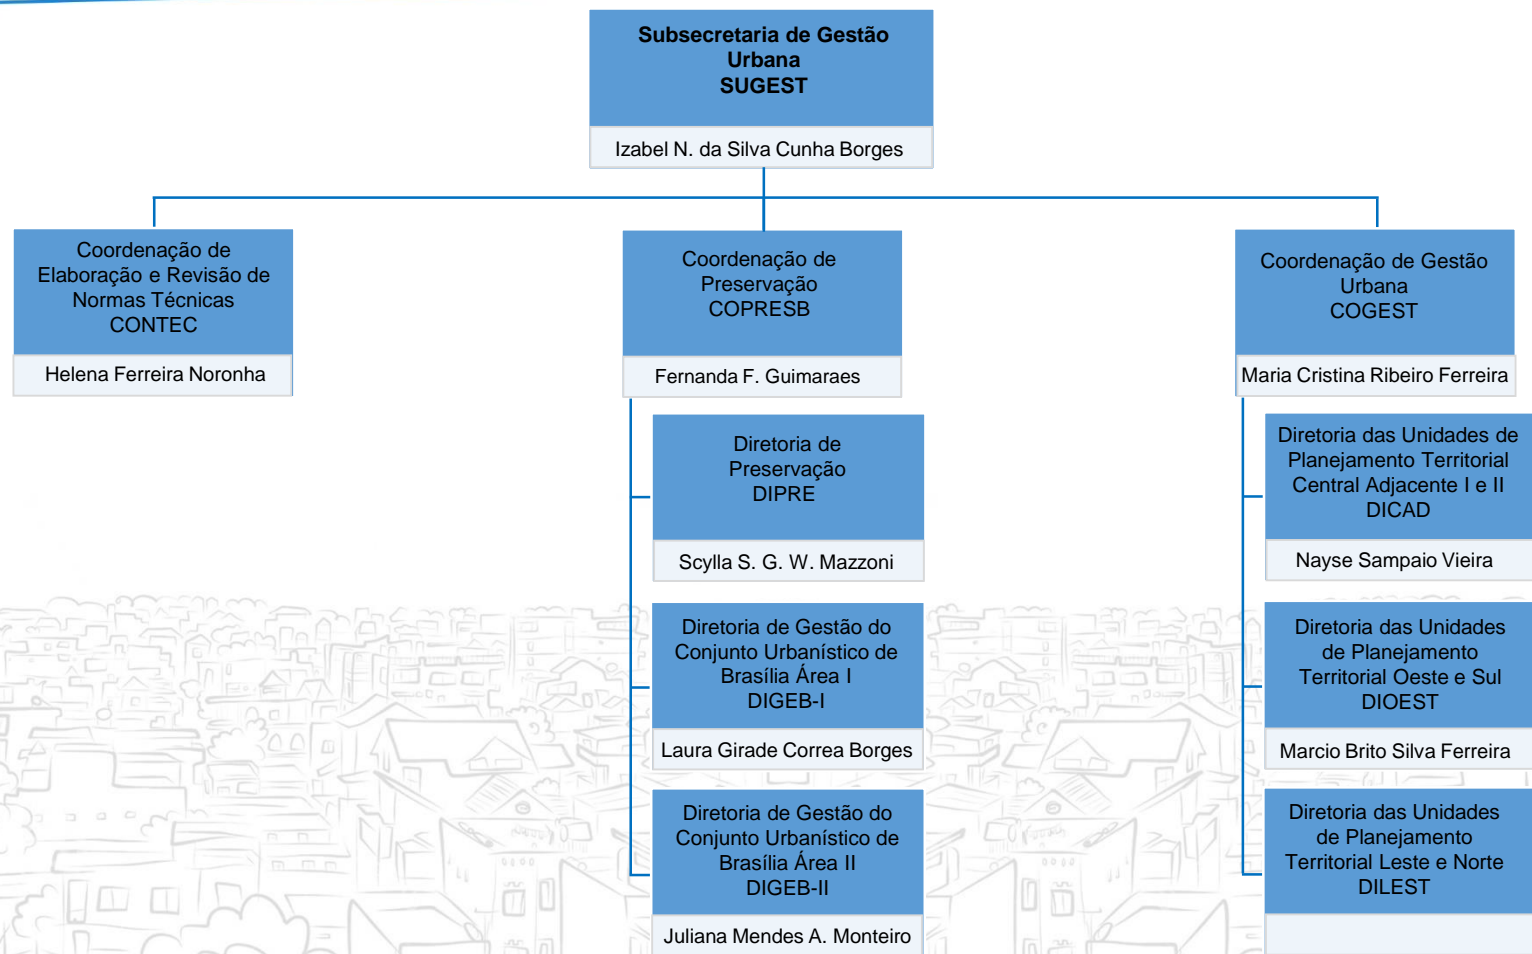 Subsecretaria de Gestão
Urbana
SUGEST
Izabel N. da Silva Cunha Borges
Coordenação de
Elaboração e Revisão de
Normas Técnicas
CONTEC
Helena Ferreira Noronha
Coordenação de
Preservação
COPRESB
Fernanda F. Guimaraes
Diretoria de
Preservação
DIPRE
Scylla S. G. W. Mazzoni
Diretoria de Gestão do
Conjunto Urbanístico de
Brasília Área I
DIGEB-I
Laura Girade Correa Borges
Diretoria de Gestão do
Conjunto Urbanístico de
Brasília Área II
DIGEB-II
Juliana Mendes A. Monteiro
Coordenação de Gestão
Urbana
COGEST
Maria Cristina Ribeiro Ferreira
Diretoria das Unidades de
Planejamento Territorial
Central Adjacente I e II
DICAD
Nayse Sampaio Vieira
Diretoria das Unidades
de Planejamento
Territorial Oeste e Sul
DIOEST
Marcio Brito Silva Ferreira
Diretoria das Unidades
de Planejamento
Territorial Leste e Norte
DILEST